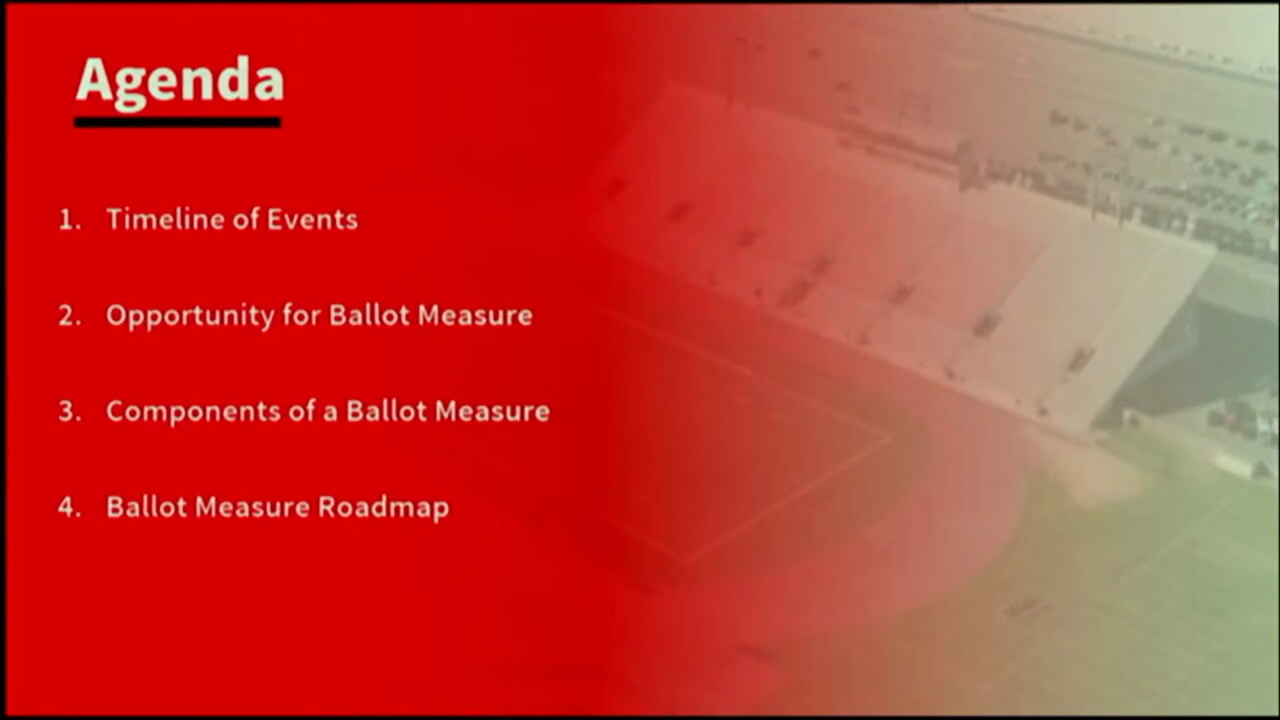 Agenda
1. Timeline of Events
2. Opportunity for Ballot Measure
3. Components of a Ballot Measure
4. Ballot Measure Roadmap